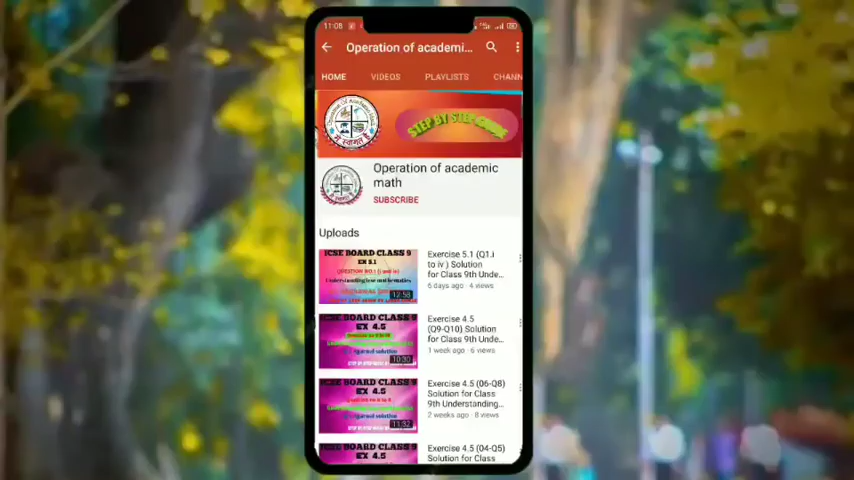 11:08
Operation of academi...
HOME VIDEOS PLAYLISTS CHANN
STEP BY STEP GUIDE
Operation of academic
math
SUBSCRIBE
Uploads
ICSE BOARD CLASS 9
EX 5.1
12:58
Exercise 5.1 (Q1.i
to iv ) Solution
for Class 9th Unde...
6 days ago · 4 views
ICSE BOARD CLASS 9
EX 4.5
10:30
Exercise 4.5
(Q9-Q10) Solution
for Class 9th Unde...
1 week ago · 6 views
ICSE BOARD CLASS 9
EX 4.5
11:52
Exercise 4.5 (06-Q8)
Solution for Class
9th Understanding...
2 weeks ago · 8 views
ICSE BOARD CLASS 9
EX 4.5
Exercise 4.5 (04-Q5)
Solution for Class